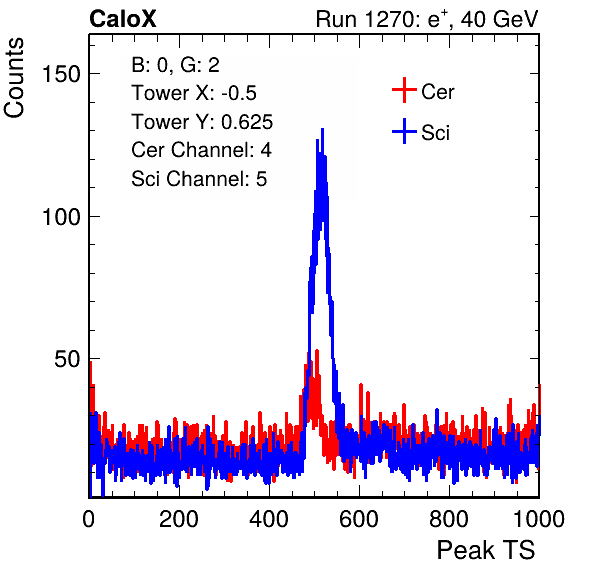 CaloX Run 1270: e⁺, 40 GeV
Counts
B: 0, G: 2
Tower X: -0.5
Tower Y: 0.625
Cer Channel: 4
Sci Channel: 5
Cer
Sci
150
100
50
0 200 400 600 800 1000
Peak TS